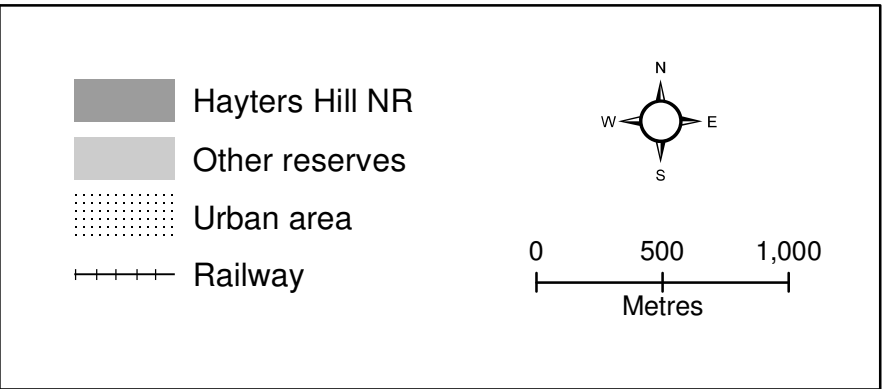 Hayters Hill NR
Other reserves
Urban area
Railway
N
W E
S
0 500 1,000
Metres